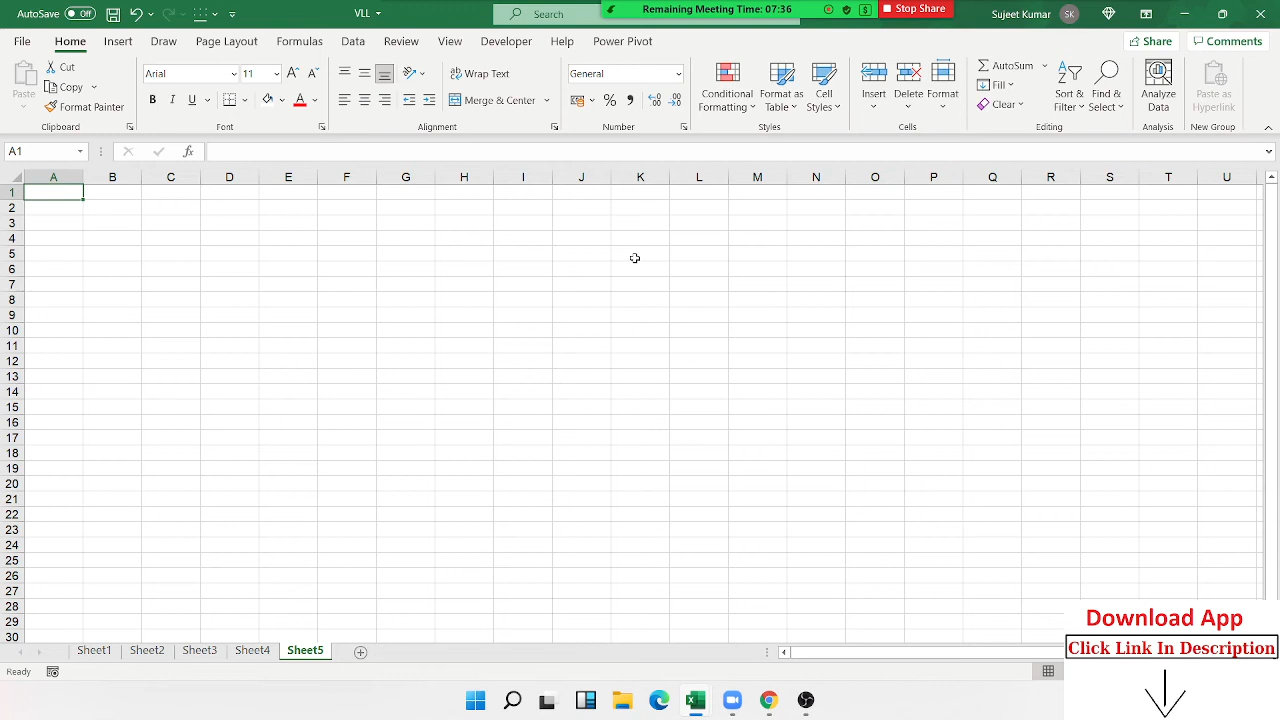 AutoSave Off VLL Search Remaining Meeting Time: 07:36 Stop Share Sujeet Kumar SK
File Home Insert Draw Page Layout Formulas Data Review View Developer Help Power Pivot Share Comments
Paste Cut Copy Format Painter Clipboard
Arial 11 B I U A Font
Wrap Text Merge & Center Alignment
General % , Number
Conditional Formatting Format as Table Cell Styles Styles
Insert Delete Format Cells
AutoSum Fill Clear Sort & Filter Find & Select Editing
Analyze Data Analysis
Paste as Hyperlink New Group
A1 fx
A B C D E F G H I J K L M N O P Q R S T U
1
2
3
4
5
6
7
8
9
10
11
12
13
14
15
16
17
18
19
20
21
22
23
24
25
26
27
28
29
30
Sheet1 Sheet2 Sheet3 Sheet4 Sheet5
Ready
Download App
Click Link In Description